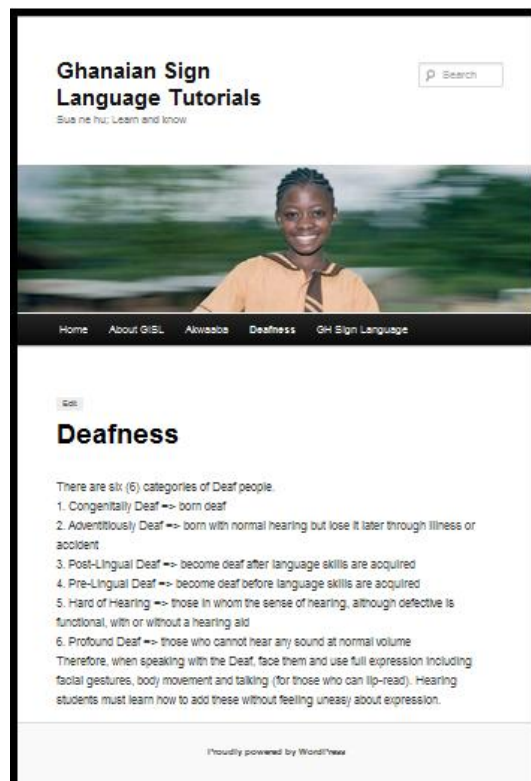 Ghanaian Sign
Language Tutorials
Sua ne hu; Learn and know
Search
Home About GISL Akwaaba Deafness GH Sign Language
Edit
Deafness
There are six (6) categories of Deaf people.
1. Congenitally Deaf => born deaf
2. Adventitiously Deaf => born with normal hearing but lose it later through illness or
accident
3. Post-Lingual Deaf => become deaf after language skills are acquired
4. Pre-Lingual Deaf => become deaf before language skills are acquired
5. Hard of Hearing => those in whom the sense of hearing, although defective is
functional, with or without a hearing aid
6. Profound Deaf => those who cannot hear any sound at normal volume
Therefore, when speaking with the Deaf, face them and use full expression including
facial gestures, body movement and talking (for those who can lip-read). Hearing
students must learn how to add these without feeling uneasy about expression.
Proudly powered by WordPress